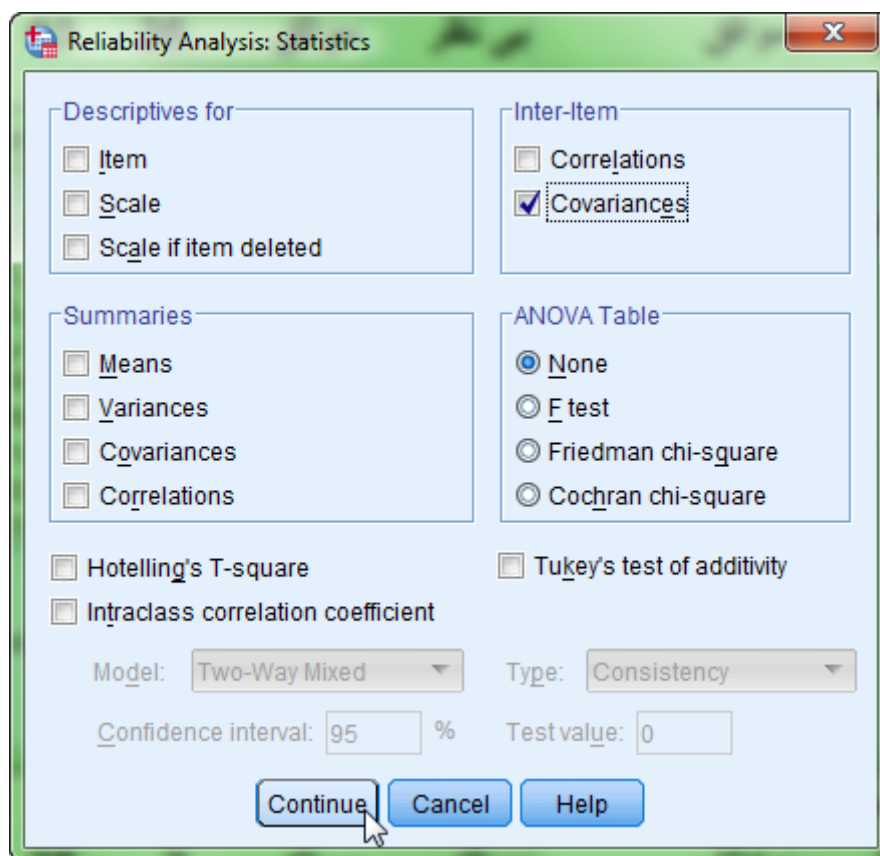 Reliability Analysis: Statistics
Descriptives for
Item
Scale
Scale if item deleted
Inter-Item
Correlations
Covariances
Summaries
Means
Variances
Covariances
Correlations
ANOVA Table
None
F test
Friedman chi-square
Cochran chi-square
Hotelling's T-square
Tukey's test of additivity
Intraclass correlation coefficient
Model: Two-Way Mixed Type: Consistency
Confidence interval: 95 % Test value: 0
Continue Cancel Help